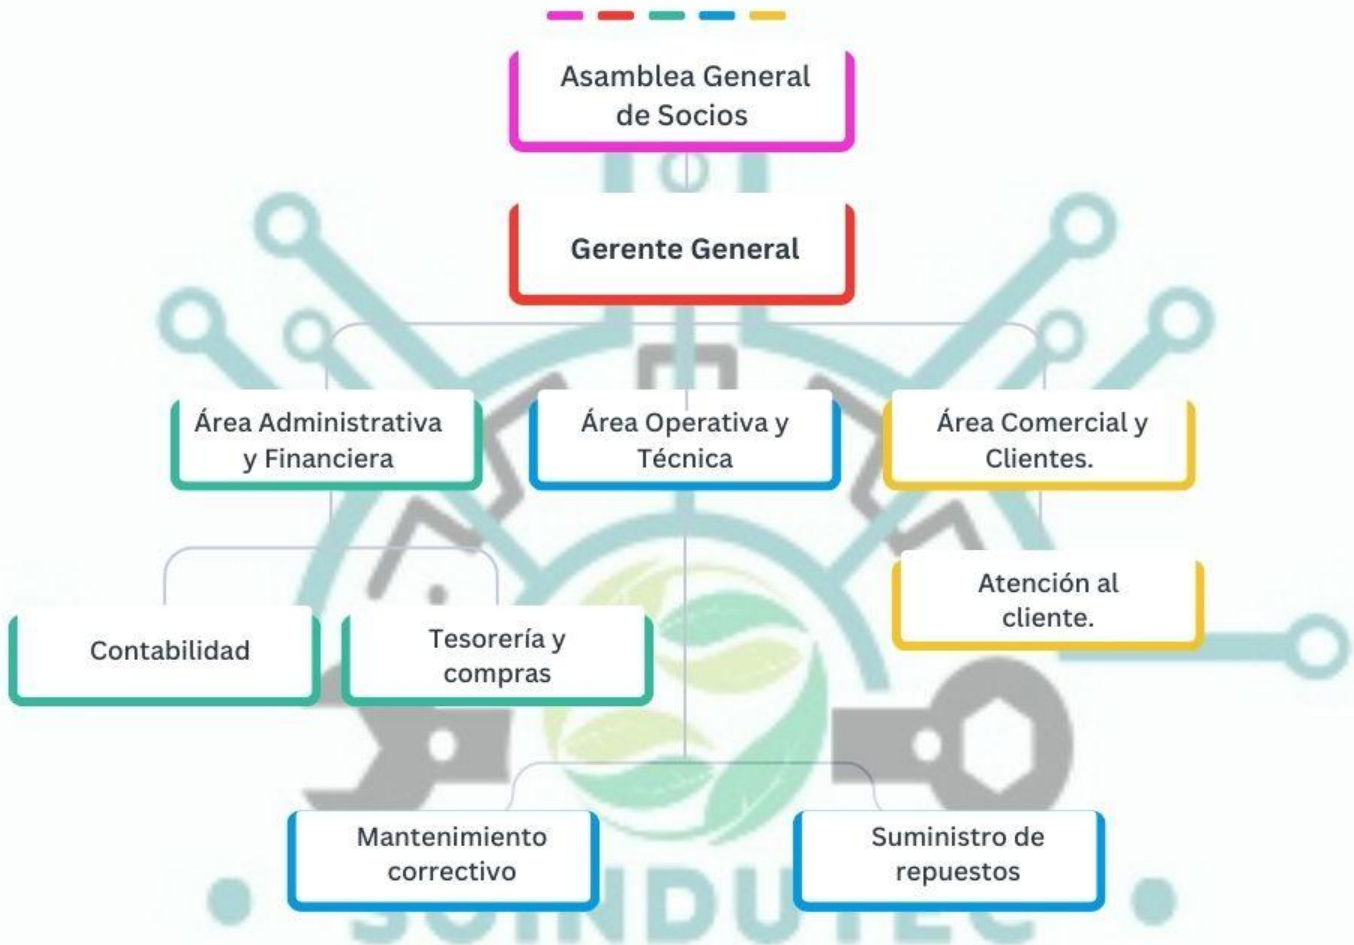 Asamblea General
de Socios
Gerente General
Área Administrativa
y Financiera
Área Operativa y
Técnica
Área Comercial y
Clientes.
Atención al
cliente.
Contabilidad
Tesorería y
compras
Mantenimiento
correctivo
Suministro de
repuestos
SOINDUTEC